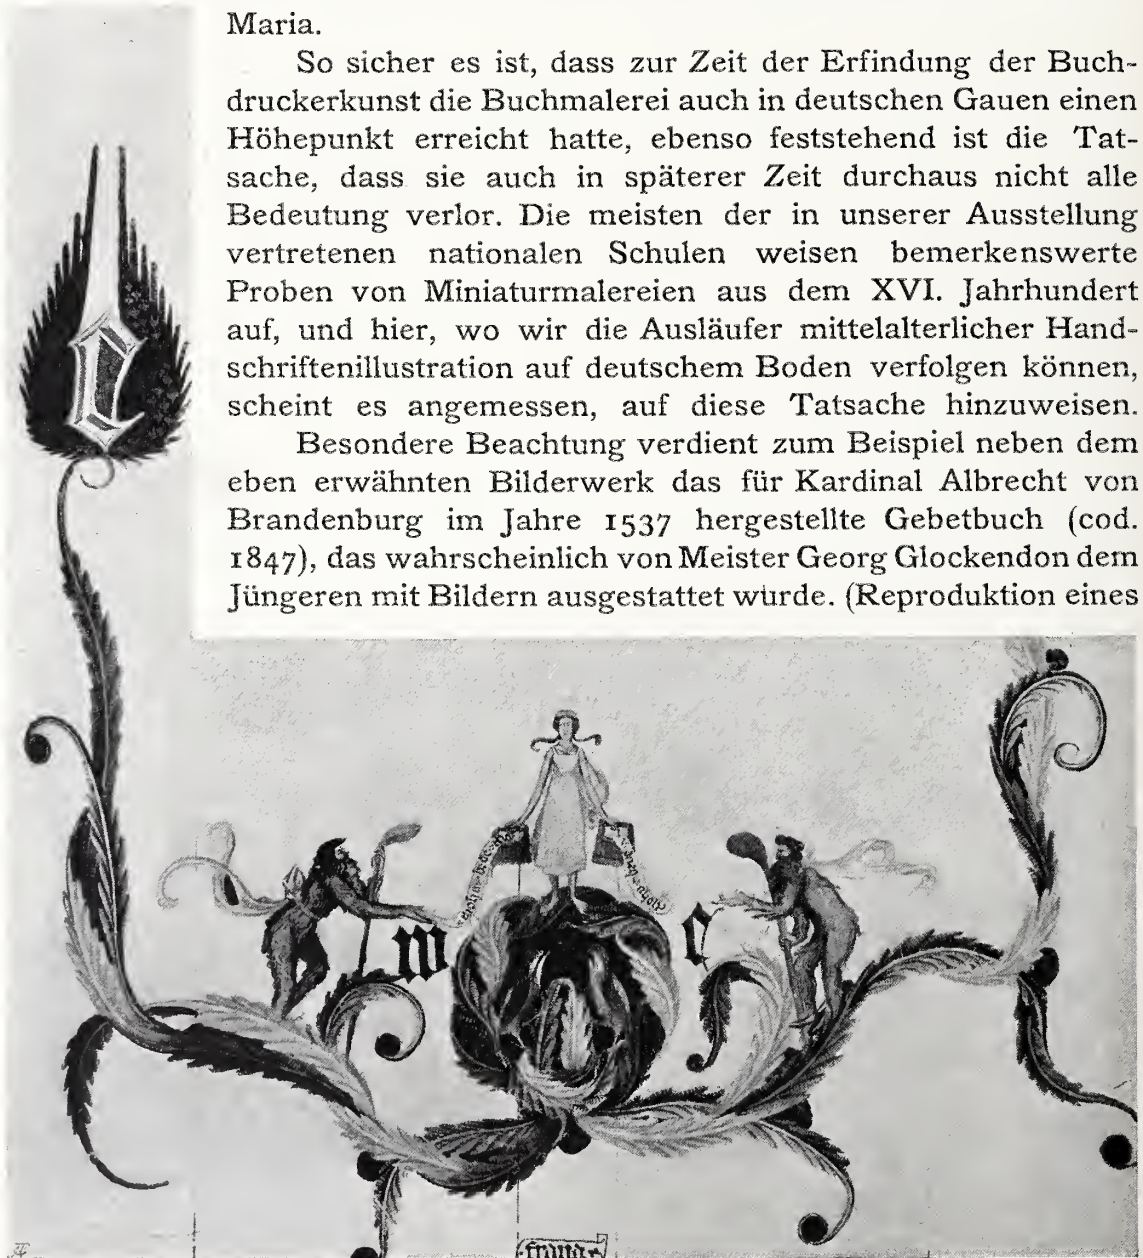 Maria.
So sicher es ist, dass zur Zeit der Erfindung der Buch-
druckerkunst die Buchmalerei auch in deutschen Gauen einen
Höhepunkt erreicht hatte, ebenso feststehend ist die Tat-
sache, dass sie auch in späterer Zeit durchaus nicht alle
Bedeutung verlor. Die meisten der in unserer Ausstellung
vertretenen nationalen Schulen weisen bemerkenswerte
Proben von Miniaturmalereien aus dem XVI. Jahrhundert
auf, und hier, wo wir die Ausläufer mittelalterlicher Hand-
schriftenillustration auf deutschem Boden verfolgen können,
scheint es angemessen, auf diese Tatsache hinzuweisen.
Besondere Beachtung verdient zum Beispiel neben dem
eben erwähnten Bilderwerk das für Kardinal Albrecht von
Brandenburg im Jahre 1537 hergestellte Gebetbuch (cod.
1847), das wahrscheinlich von Meister Georg Glockendon dem
Jüngeren mit Bildern ausgestattet würde. (Reproduktion eines
m c